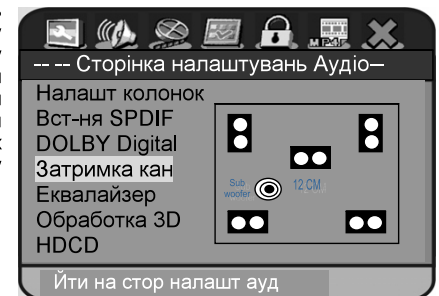 MP4
-- -- Сторінка налаштувань Аудіо–
Налашт колонок
Вст-ня SPDIF
DOLBY Digital
Затримка кан
Еквалайзер
Обработка 3D
HDCD
Sub
woofer
12 CM
Йти на стор налашт ауд